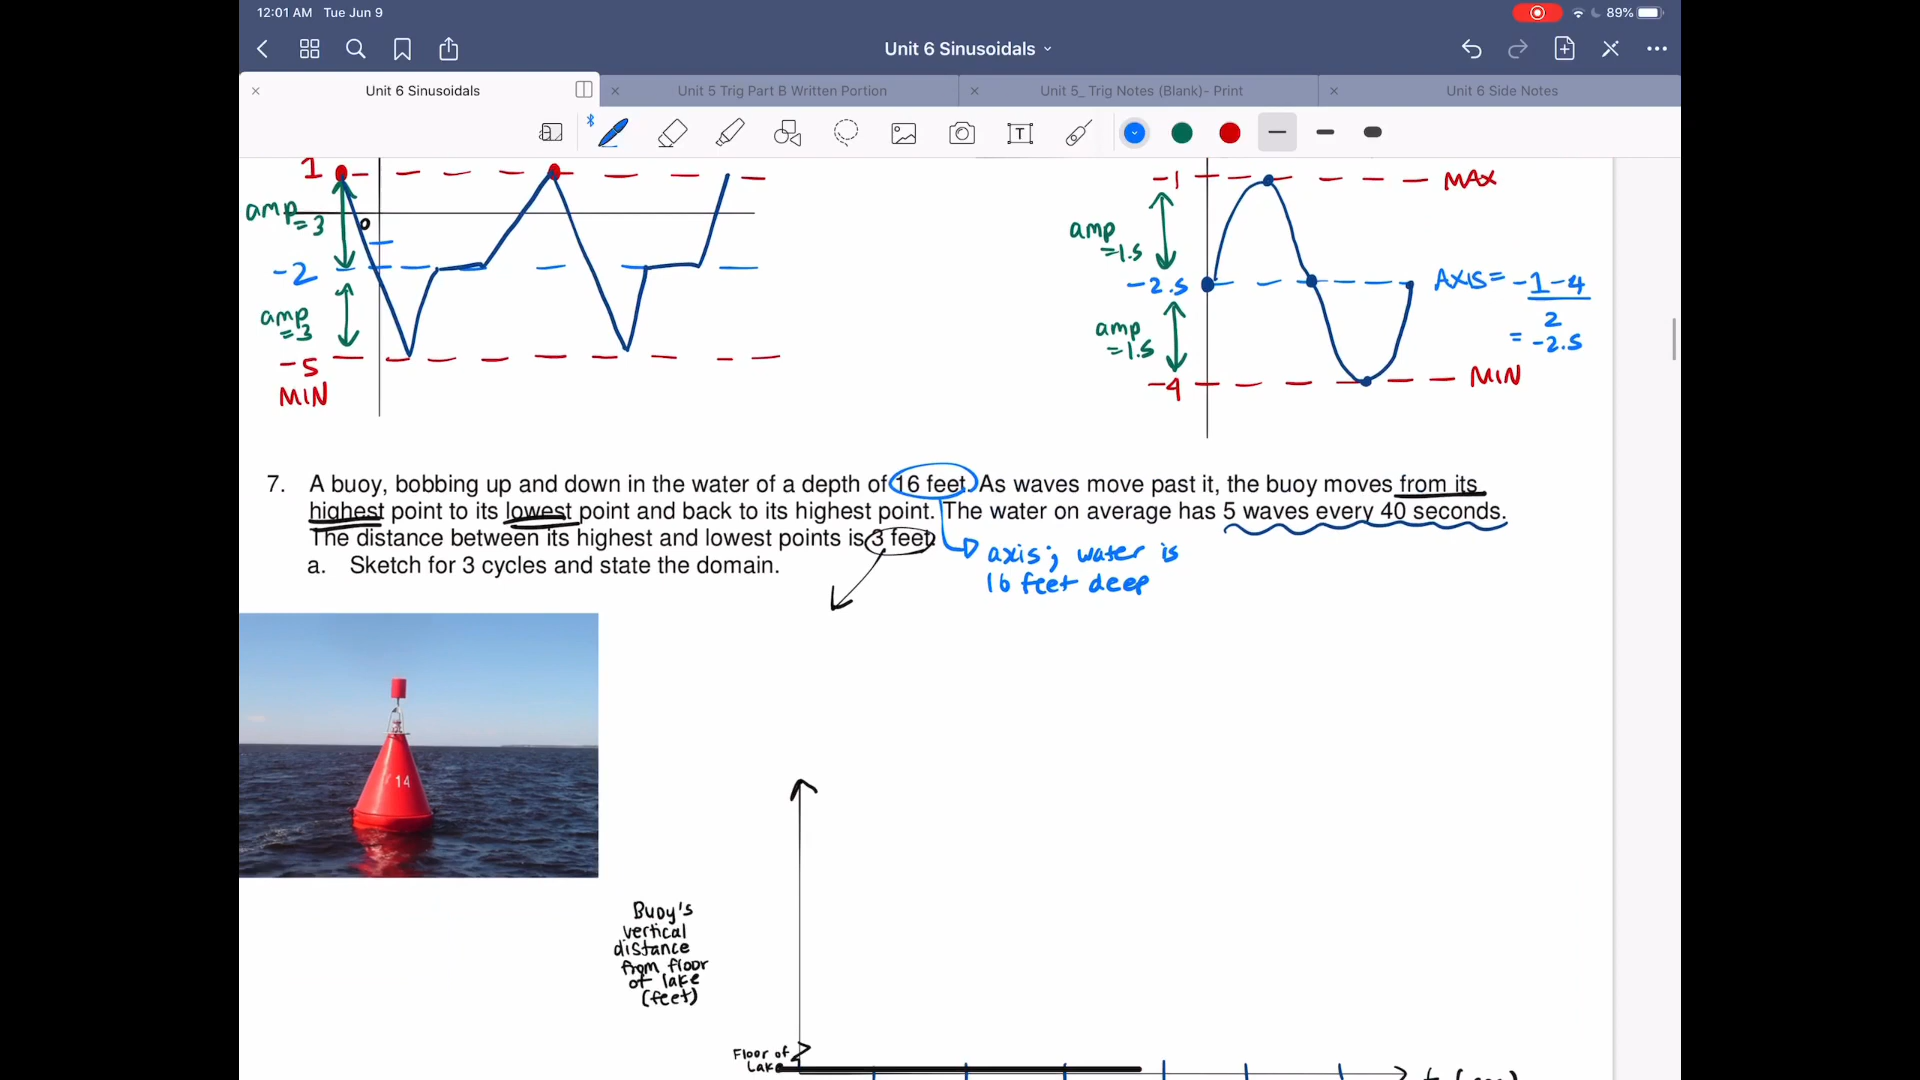 12:01 AM Tue Jun 9
89%
Unit 6 Sinusoidals
Unit 6 Sinusoidals
Unit 5 Trig Part B Written Portion
Unit 5_ Trig Notes (Blank)- Print
Unit 6 Side Notes
T
1
amp
= 3
0
-2
amp
= 3
-5
MIN
-1
MAX
amp
=1.5
-2.5
AXIS = -1-4
2
= -2.5
amp
=1.5
-4
MIN
7. A buoy, bobbing up and down in the water of a depth of 16 feet. As waves move past it, the buoy moves from its
highest point to its lowest point and back to its highest point. The water on average has 5 waves every 40 seconds.
The distance between its highest and lowest points is 3 feet.
axis; water is
16 feet deep
a. Sketch for 3 cycles and state the domain.
14
Buoy's
vertical
distance
from floor
of lake
(feet)
Floor of
Lake